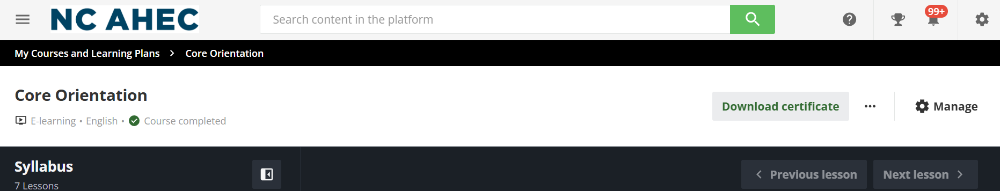 NC AHEC
Search content in the platform
99+
My Courses and Learning Plans > Core Orientation
Core Orientation
E-learning • English • Course completed
Download certificate
Manage
Syllabus
7 Lessons
Previous lesson
Next lesson